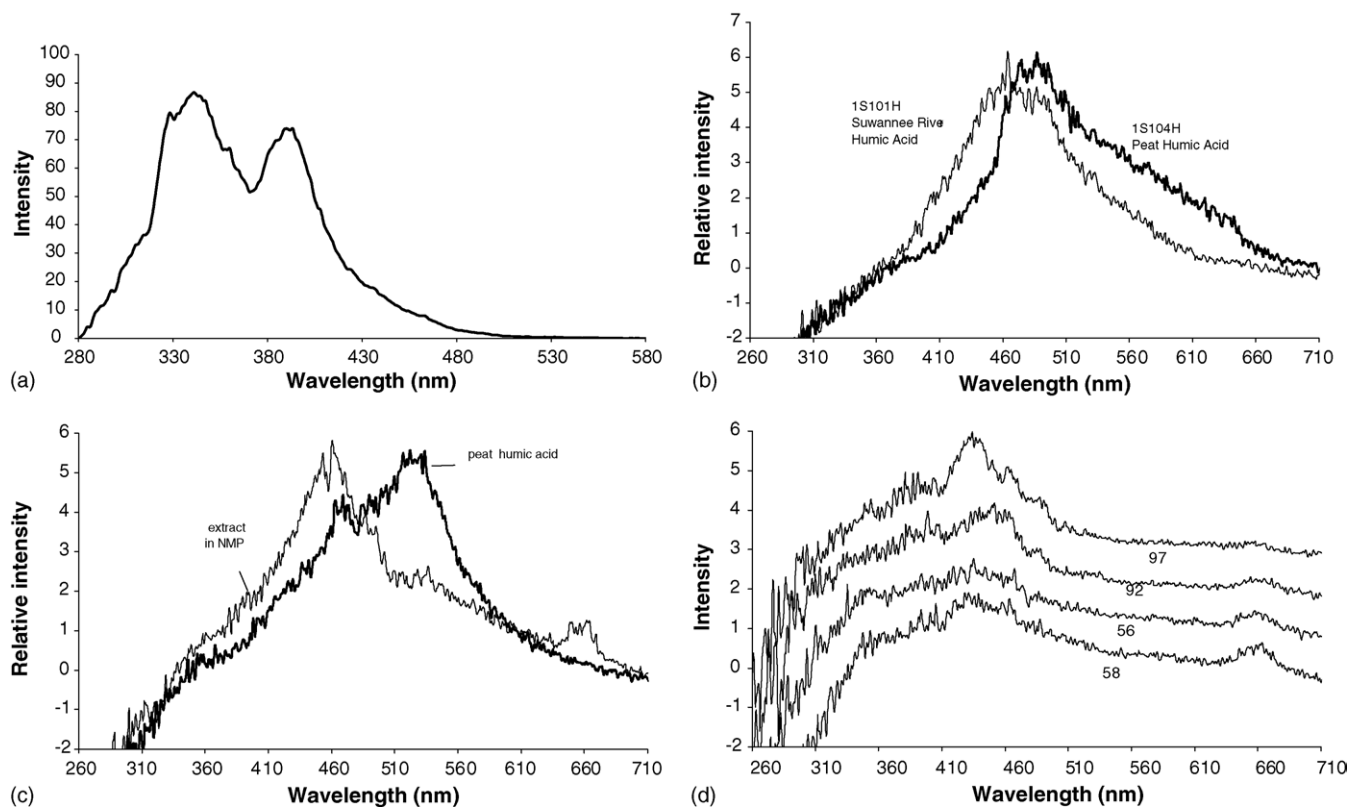 100
90
80
70
60
50
40
30
20
10
0
Intensity
280 330 380 430 480 530 580
Wavelength (nm)
(a)
7
6
5
4
3
2
1
0
-1
-2
Relative intensity
1S101H
Suwannee Rive
Humic Acid
1S104H
Peat Humic Acid
260 310 360 410 460 510 560 610 660 710
Wavelength (nm)
(b)
6
5
4
3
2
1
0
-1
-2
Relative intensity
peat humic acid
extract
in NMP
260 310 360 410 460 510 560 610 660 710
Wavelength (nm)
(c)
6
5
4
3
2
1
0
-1
-2
Intensity
97
92
56
58
260 310 360 410 460 510 560 610 660 710
Wavelength (nm)
(d)